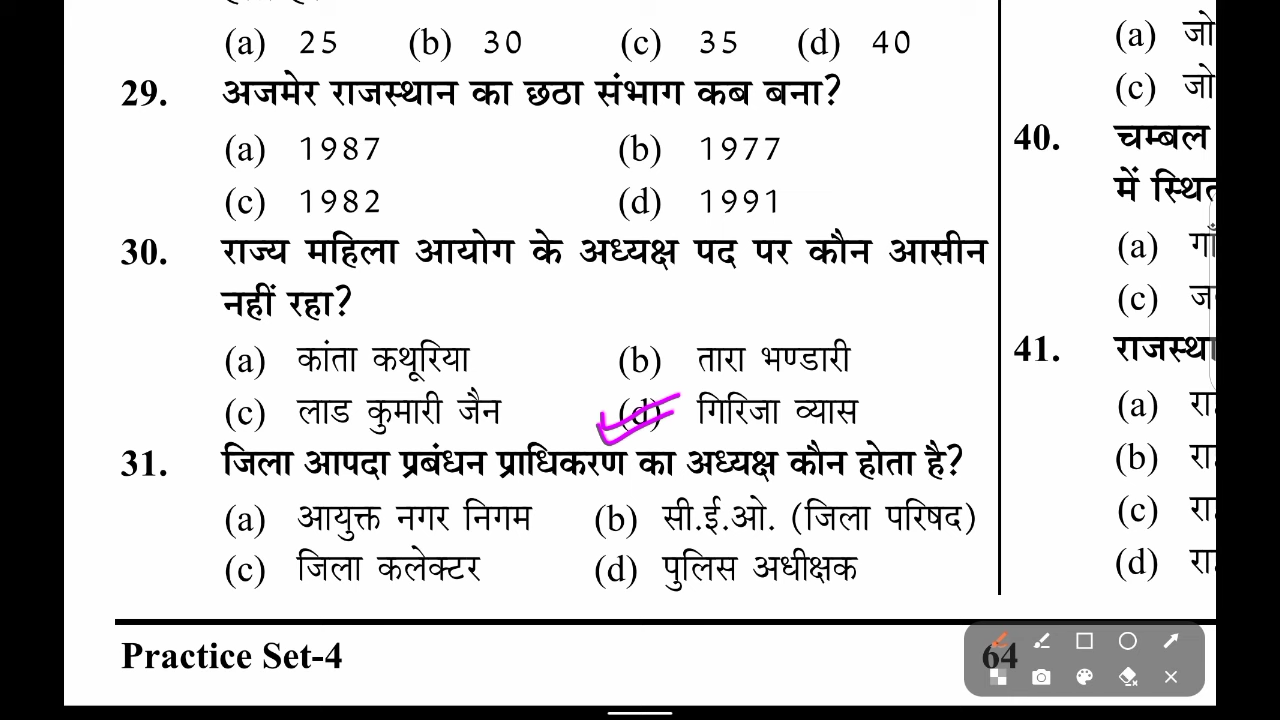 (a) 25 (b) 30 (c) 35 (d) 40
29. अजमेर राजस्थान का छठा संभाग कब बना?
(a) 1987 (b) 1977
(c) 1982 (d) 1991
30. राज्य महिला आयोग के अध्यक्ष पद पर कौन आसीन
नहीं रहा?
(a) कांता कथूरिया (b) तारा भण्डारी
(c) लाड कुमारी जैन (d) गिरिजा व्यास
31. जिला आपदा प्रबंधन प्राधिकरण का अध्यक्ष कौन होता है?
(a) आयुक्त नगर निगम (b) सी.ई.ओ. (जिला परिषद)
(c) जिला कलेक्टर (d) पुलिस अधीक्षक
(a) जो
(c) जो
40. चम्बल
में
(a)
(c)
41.
(a)
(b)
(c)
(d)
Practice Set-4
64